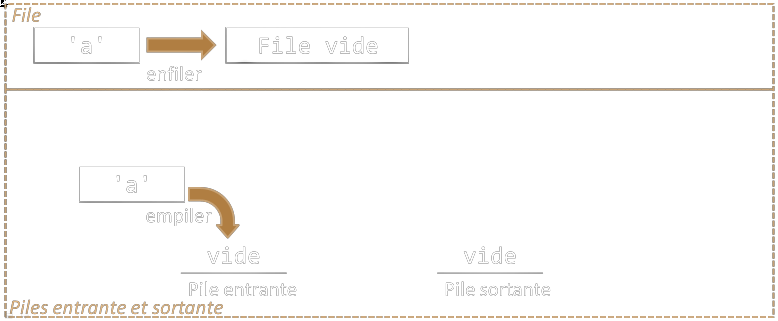 File
'a'
File vide
enfiler
'a'
empiler
vide
vide
Pile entrante
Pile sortante
Piles entrante et sortante